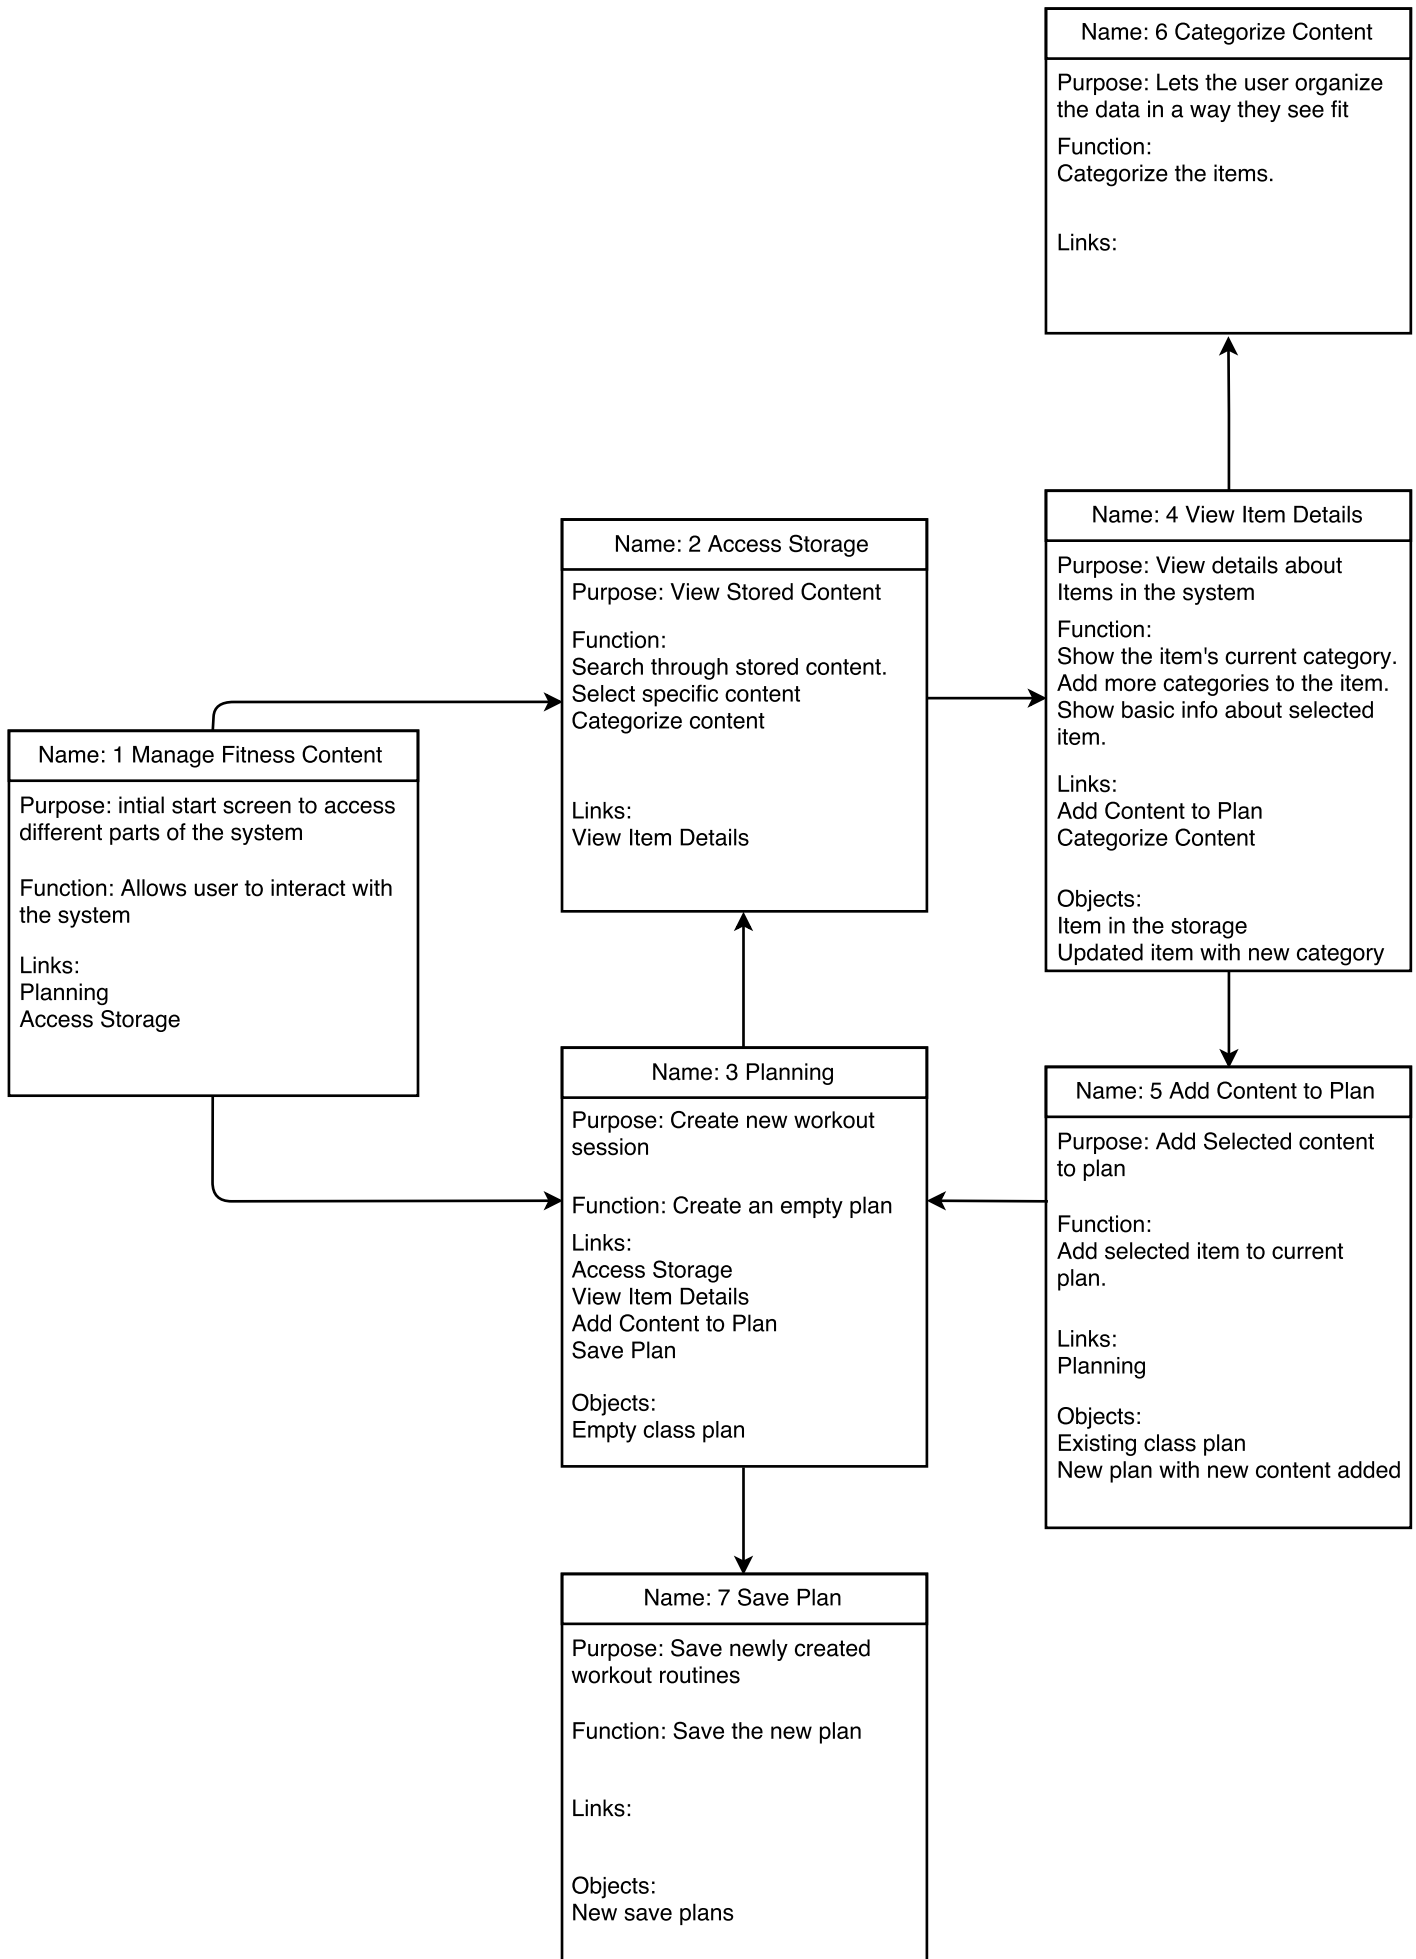 Name: 6 Categorize Content
Purpose: Lets the user organize
the data in a way they see fit
Function:
Categorize the items.
Links:
Name: 4 View Item Details
Purpose: View details about
Items in the system
Function:
Show the item's current category.
Add more categories to the item.
Show basic info about selected
item.
Links:
Add Content to Plan
Categorize Content
Objects:
Item in the storage
Updated item with new category
Name: 2 Access Storage
Purpose: View Stored Content
Function:
Search through stored content.
Select specific content
Categorize content
Links:
View Item Details
Name: 1 Manage Fitness Content
Purpose: intial start screen to access
different parts of the system
Function: Allows user to interact with
the system
Links:
Planning
Access Storage
Name: 3 Planning
Purpose: Create new workout
session
Function: Create an empty plan
Links:
Access Storage
View Item Details
Add Content to Plan
Save Plan
Objects:
Empty class plan
Name: 5 Add Content to Plan
Purpose: Add Selected content
to plan
Function:
Add selected item to current
plan.
Links:
Planning
Objects:
Existing class plan
New plan with new content added
Name: 7 Save Plan
Purpose: Save newly created
workout routines
Function: Save the new plan
Links:
Objects:
New save plans